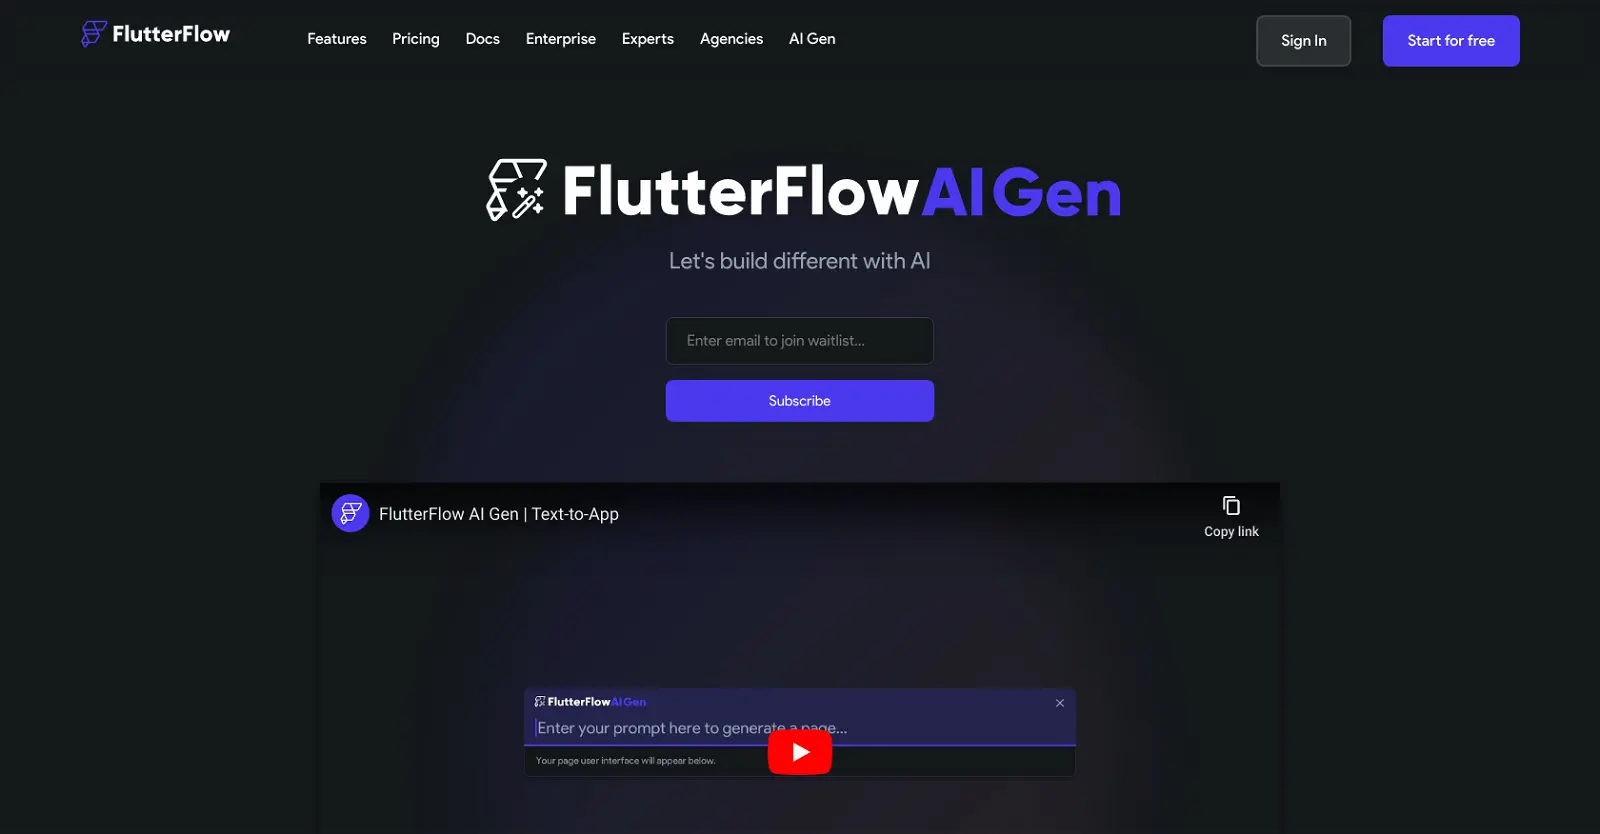 FlutterFlow
Features Pricing Docs Enterprise Experts Agencies AI Gen
Sign In
Start for free
FlutterFlow AI Gen
Let's build different with AI
Enter email to join waitlist...
Subscribe
FlutterFlow AI Gen | Text-to-App
Copy link
FlutterFlow AI Gen
Enter your prompt here to generate a page...
Your page user interface will appear below.